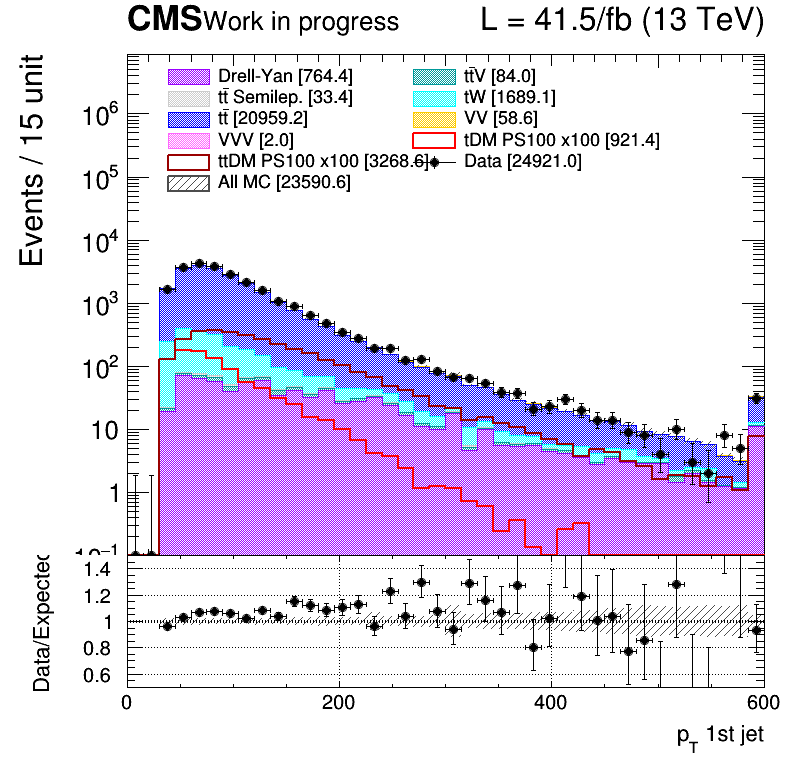 CMS Work in progress L = 41.5/fb (13 TeV)
Events / 15 unit
Drell-Yan [764.4] tt̄V [84.0]
tt̄ Semilep. [33.4] tW [1689.1]
tt̄ [20959.2] VV [58.6]
VVV [2.0] tDM PS100 x100 [921.4]
ttDM PS100 x100 [3268.6] Data [24921.0]
All MC [23590.6]
10⁶
10⁵
10⁴
10³
10²
10
1
10⁻¹
Data/Expected
1.4
1.2
1
0.8
0.6
0 200 400 600
p_T 1st jet